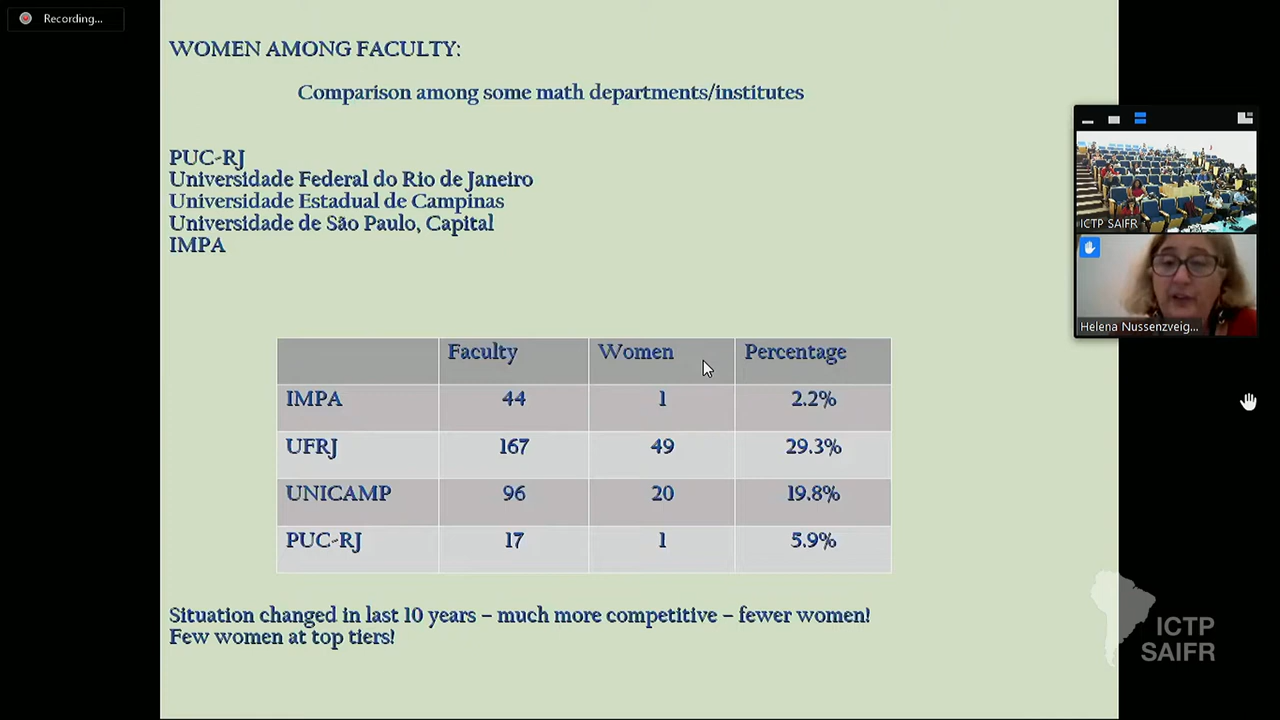 Recording...
WOMEN AMONG FACULTY:
Comparison among some math departments/institutes
PUC-RJ
Universidade Federal do Rio de Janeiro
Universidade Estadual de Campinas
Universidade de São Paulo, Capital
IMPA
Faculty Women Percentage
IMPA 44 1 2.2%
UFRJ 167 49 29.3%
UNICAMP 96 20 19.8%
PUC-RJ 17 1 5.9%
Situation changed in last 10 years – much more competitive – fewer women!
Few women at top tiers!
ICTP SAIFR
Helena Nussenzveig...
ICTP
SAIFR